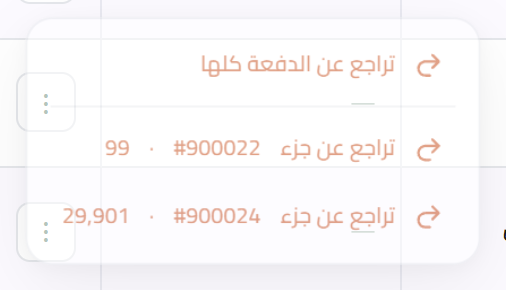 تراجع عن الدفعة كلها
تراجع عن جزء #900022 · 99
تراجع عن جزء #900024 · 29,901